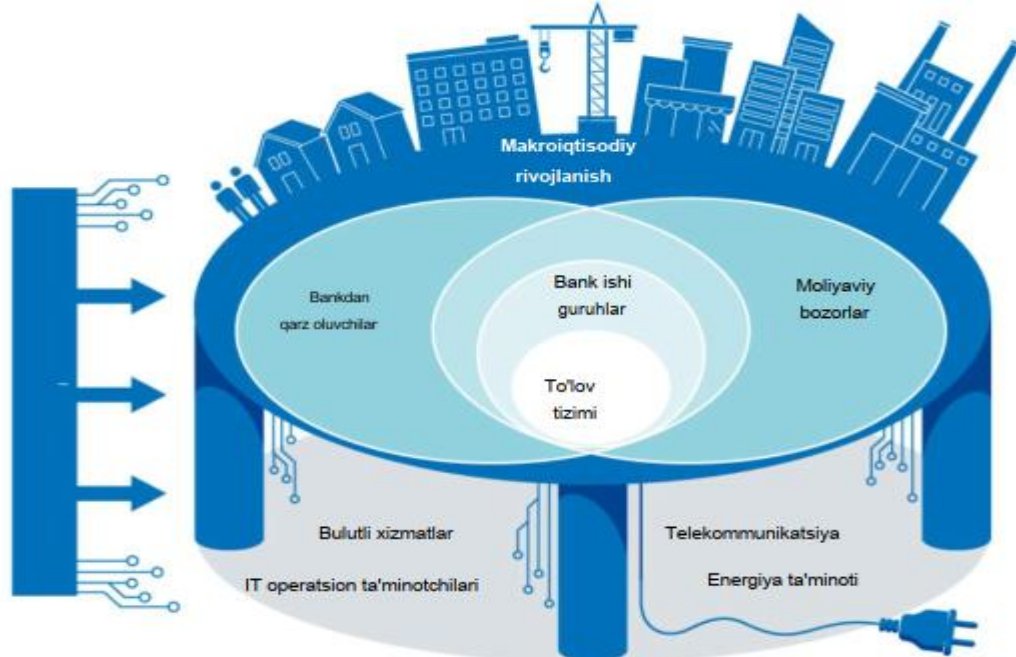 Makroiqtisodiy
rivojlanish
Bankdan
qarz oluvchilar
Bank ishi
guruhlar
Moliyaviy
bozorlar
To'lov
tizimi
Bulutli xizmatlar
IT operatsion ta'minotchilari
Telekommunikatsiya
Energiya ta'minoti